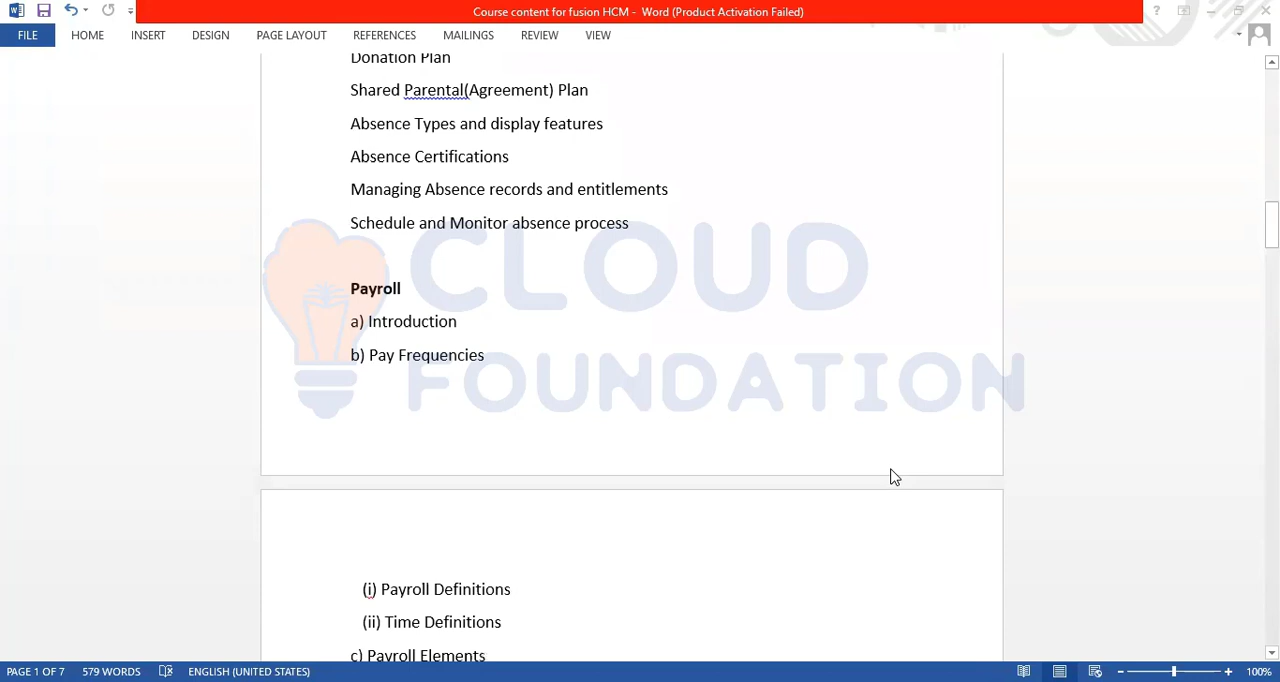 Course content for fusion HCM - Word (Product Activation Failed)
FILE HOME INSERT DESIGN PAGE LAYOUT REFERENCES MAILINGS REVIEW VIEW
Donation Plan
Shared Parental(Agreement) Plan
Absence Types and display features
Absence Certifications
Managing Absence records and entitlements
Schedule and Monitor absence process
CLOUD
FOUNDATION
Payroll
a) Introduction
b) Pay Frequencies
(i) Payroll Definitions
(ii) Time Definitions
c) Payroll Elements
PAGE 1 OF 7 579 WORDS ENGLISH (UNITED STATES) 100%